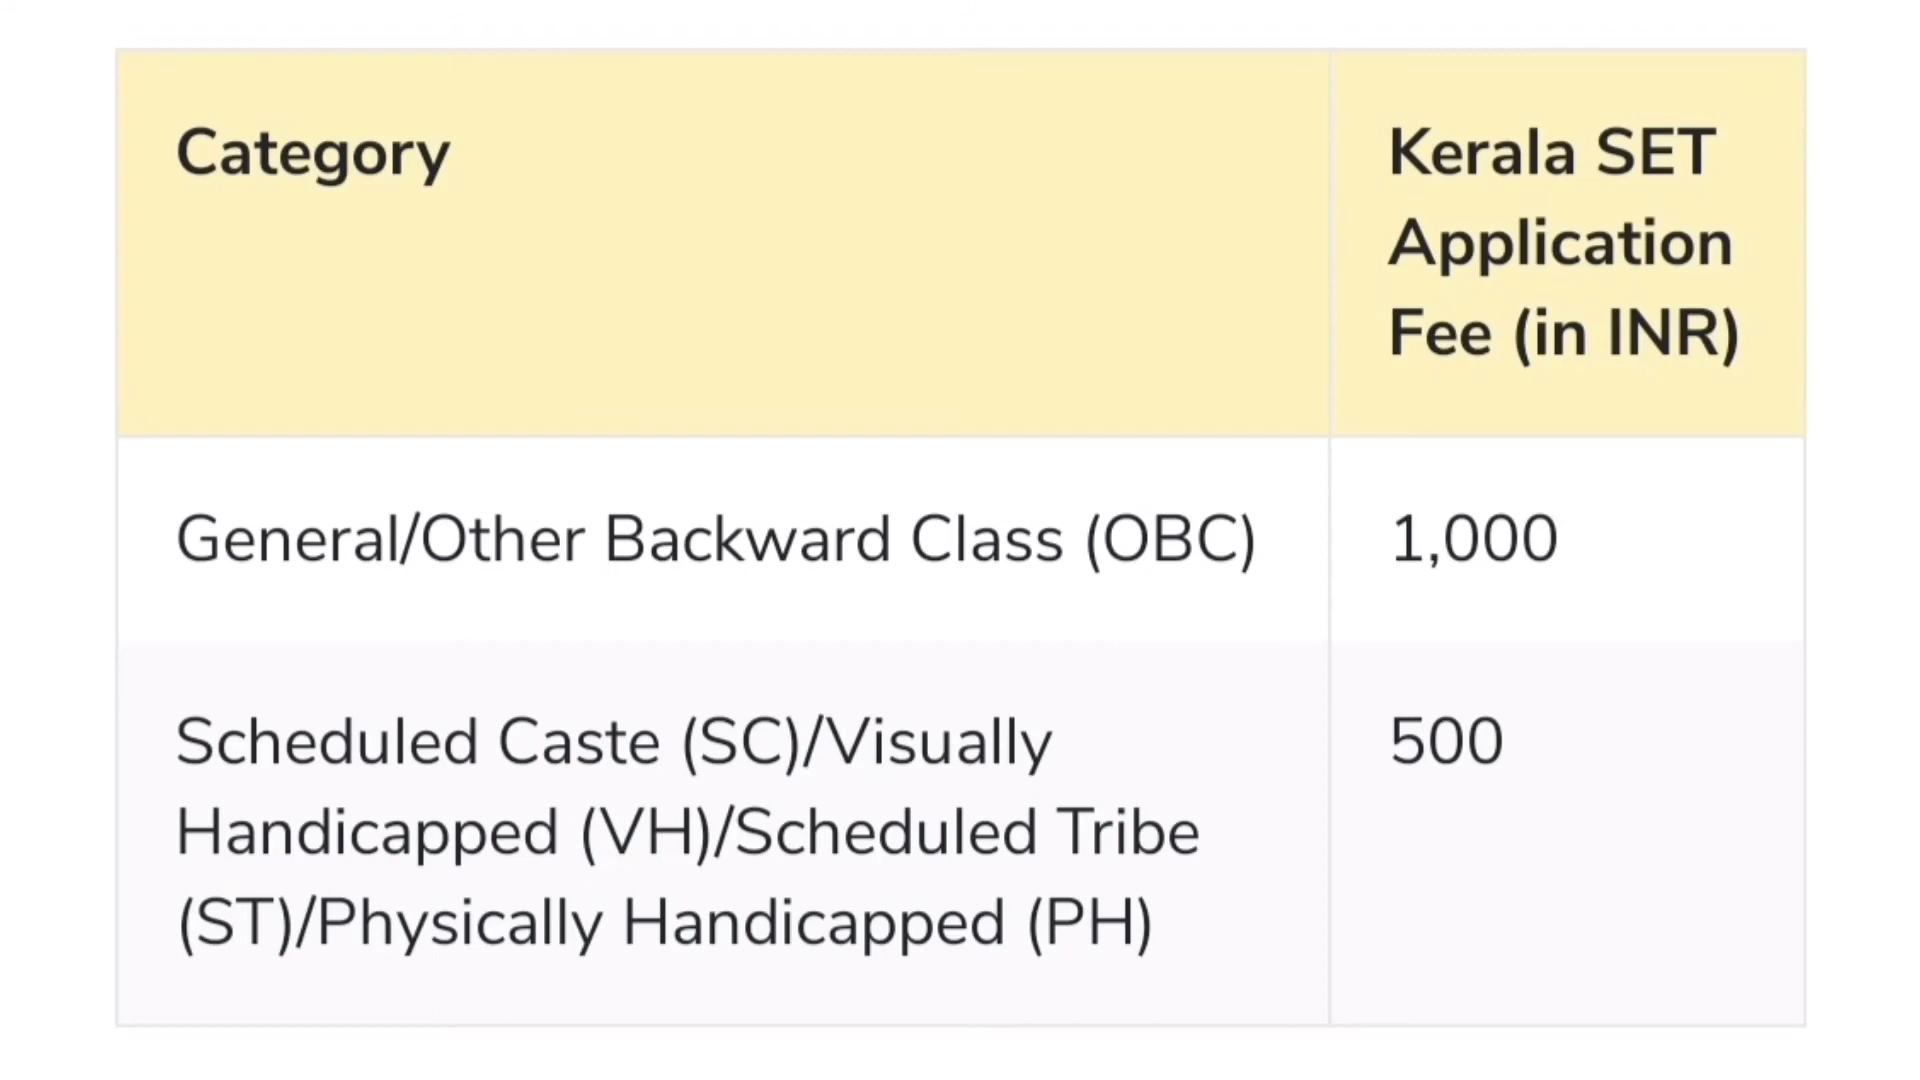 Category
Kerala SET
Application
Fee (in INR)
General/Other Backward Class (OBC)
1,000
Scheduled Caste (SC)/Visually
Handicapped (VH)/Scheduled Tribe
(ST)/Physically Handicapped (PH)
500